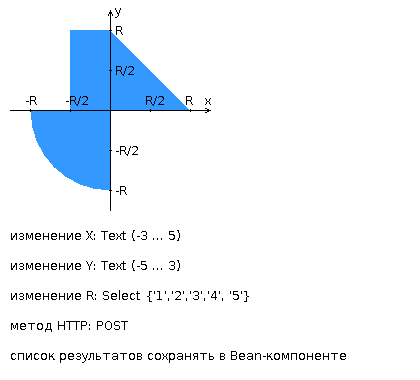 y
R
R/2
-R
-R/2
R/2
R
x
-R/2
-R
изменение X: Text (-3 ... 5)
изменение Y: Text (-5 ... 3)
изменение R: Select {'1','2','3','4', '5'}
метод HTTP: POST
список результатов сохранять в Bean-компоненте